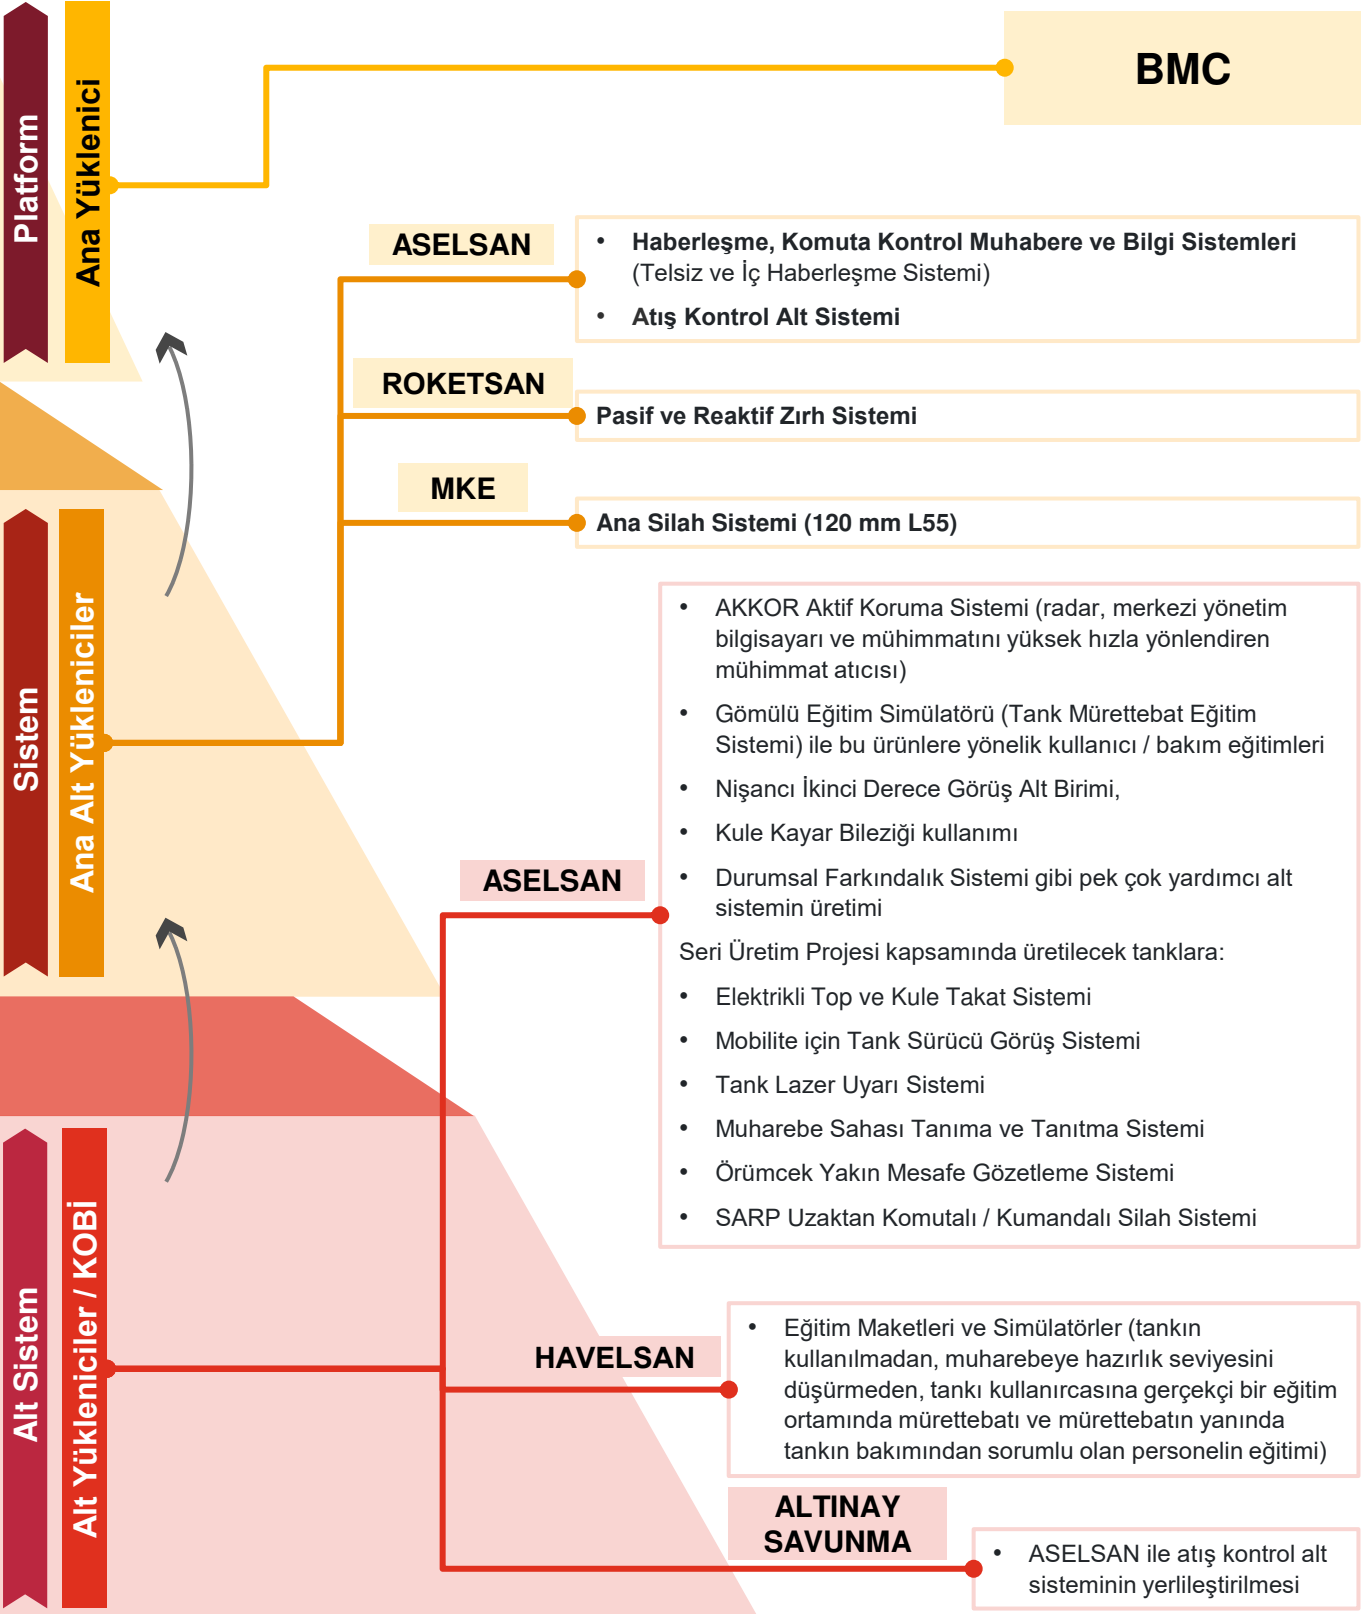 Platform
Ana Yüklenici
BMC
Sistem
Ana Alt Yükleniciler
ASELSAN
• Haberleşme, Komuta Kontrol Muhabere ve Bilgi Sistemleri
(Telsiz ve İç Haberleşme Sistemi)
• Atış Kontrol Alt Sistemi
ROKETSAN
Pasif ve Reaktif Zırh Sistemi
MKE
Ana Silah Sistemi (120 mm L55)
Alt Sistem
Alt Yükleniciler / KOBİ
ASELSAN
• AKKOR Aktif Koruma Sistemi (radar, merkezi yönetim
bilgisayarı ve mühimmatını yüksek hızla yönlendiren
mühimmat atıcısı)
• Gömülü Eğitim Simülatörü (Tank Mürettebat Eğitim
Sistemi) ile bu ürünlere yönelik kullanıcı / bakım eğitimleri
• Nişancı İkinci Derece Görüş Alt Birimi,
• Kule Kayar Bileziği kullanımı
• Durumsal Farkındalık Sistemi gibi pek çok yardımcı alt
sistemin üretimi
Seri Üretim Projesi kapsamında üretilecek tanklara:
• Elektrikli Top ve Kule Takat Sistemi
• Mobilite için Tank Sürücü Görüş Sistemi
• Tank Lazer Uyarı Sistemi
• Muharebe Sahası Tanıma ve Tanıtma Sistemi
• Örümcek Yakın Mesafe Gözetleme Sistemi
• SARP Uzaktan Komutalı / Kumandalı Silah Sistemi
HAVELSAN
• Eğitim Maketleri ve Simülatörler (tankın
kullanılmadan, muharebeye hazırlık seviyesini
düşürmeden, tankı kullanırcasına gerçekçi bir eğitim
ortamında mürettebatı ve mürettebatın yanında
tankın bakımından sorumlu olan personelin eğitimi)
ALTINAY
SAVUNMA
• ASELSAN ile atış kontrol alt
sisteminin yerlileştirilmesi